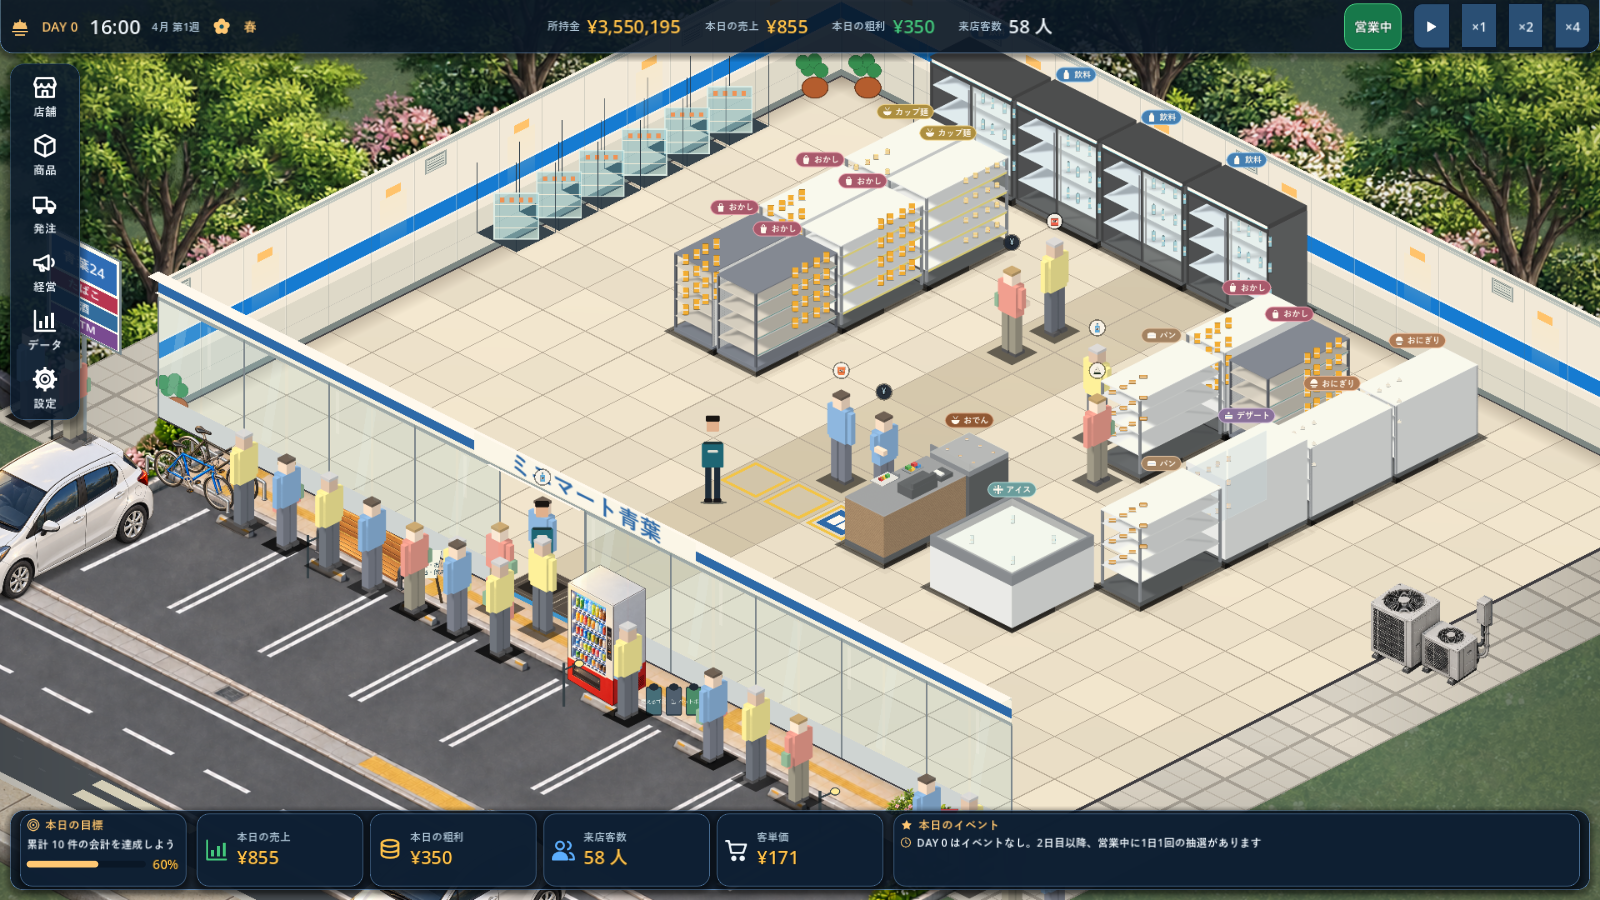 DAY 0 16:00 4月 第1週 春
所持金 ¥3,550,195 本日の売上 ¥855 本日の粗利 ¥350 来店客数 58 人
営業中 ▶ ×1 ×2 ×4
店舗
商品
発注
経営
データ
設定
葉24
ばこ
酒
TM
飲料
飲料
飲料
カップ麺
カップ麺
おかし
おかし
おかし
おかし
おかし
おかし
パン
おにぎり
おにぎり
デザート
おでん
パン
アイス
マート青葉
本日の目標
累計 10 件の会計を達成しよう
60%
本日の売上
¥855
本日の粗利
¥350
来店客数
58 人
客単価
¥171
本日のイベント
DAY 0 はイベントなし。2日目以降、営業中に1日1回の抽選があります